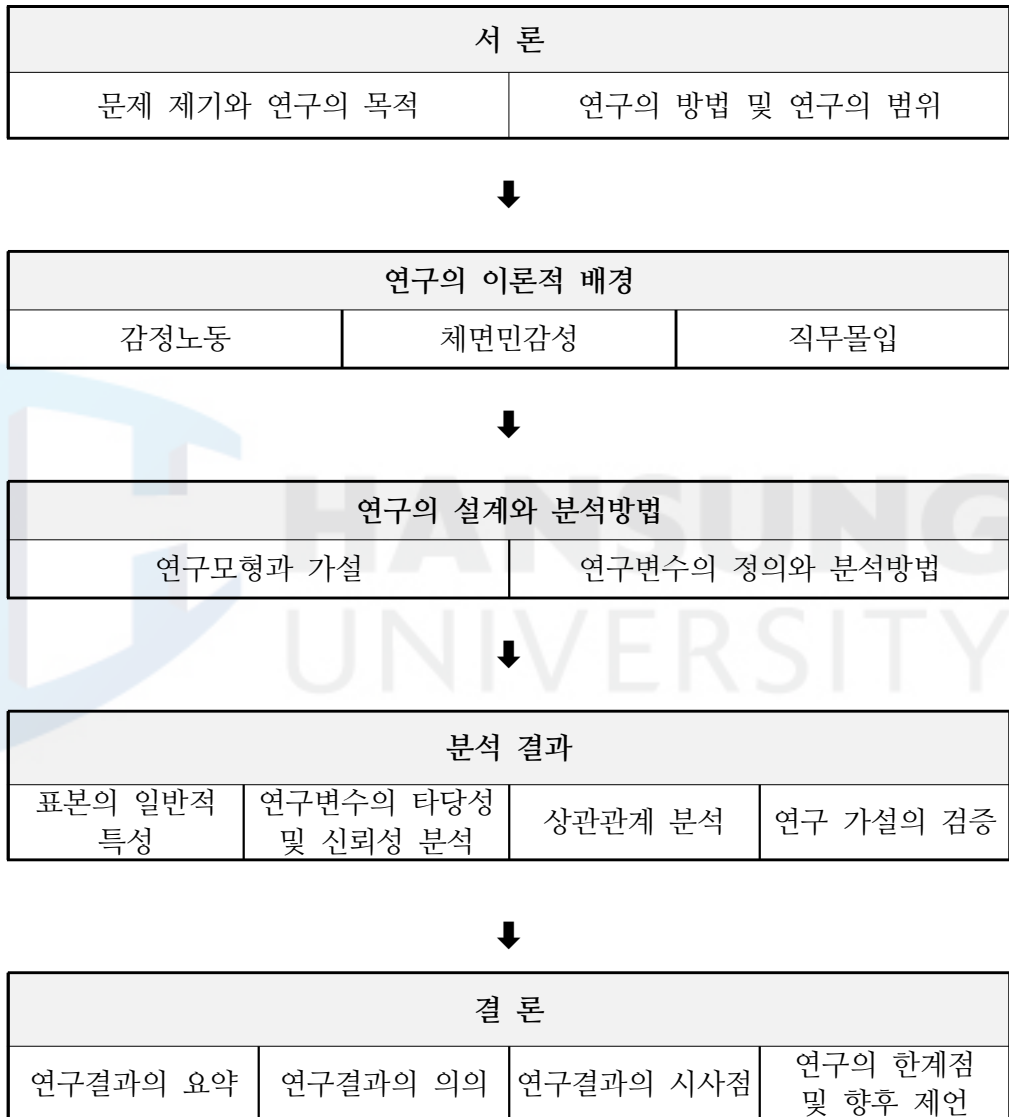 서 론
문제 제기와 연구의 목적 연구의 방법 및 연구의 범위
연구의 이론적 배경
감정노동 체면민감성 직무몰입
연구의 설계와 분석방법
연구모형과 가설 연구변수의 정의와 분석방법
HANSUNG
UNIVERSITY
분석 결과
표본의 일반적
특성
연구변수의 타당성
및 신뢰성 분석
상관관계 분석
연구 가설의 검증
결 론
연구결과의 요약
연구결과의 의의
연구결과의 시사점
연구의 한계점
및 향후 제언